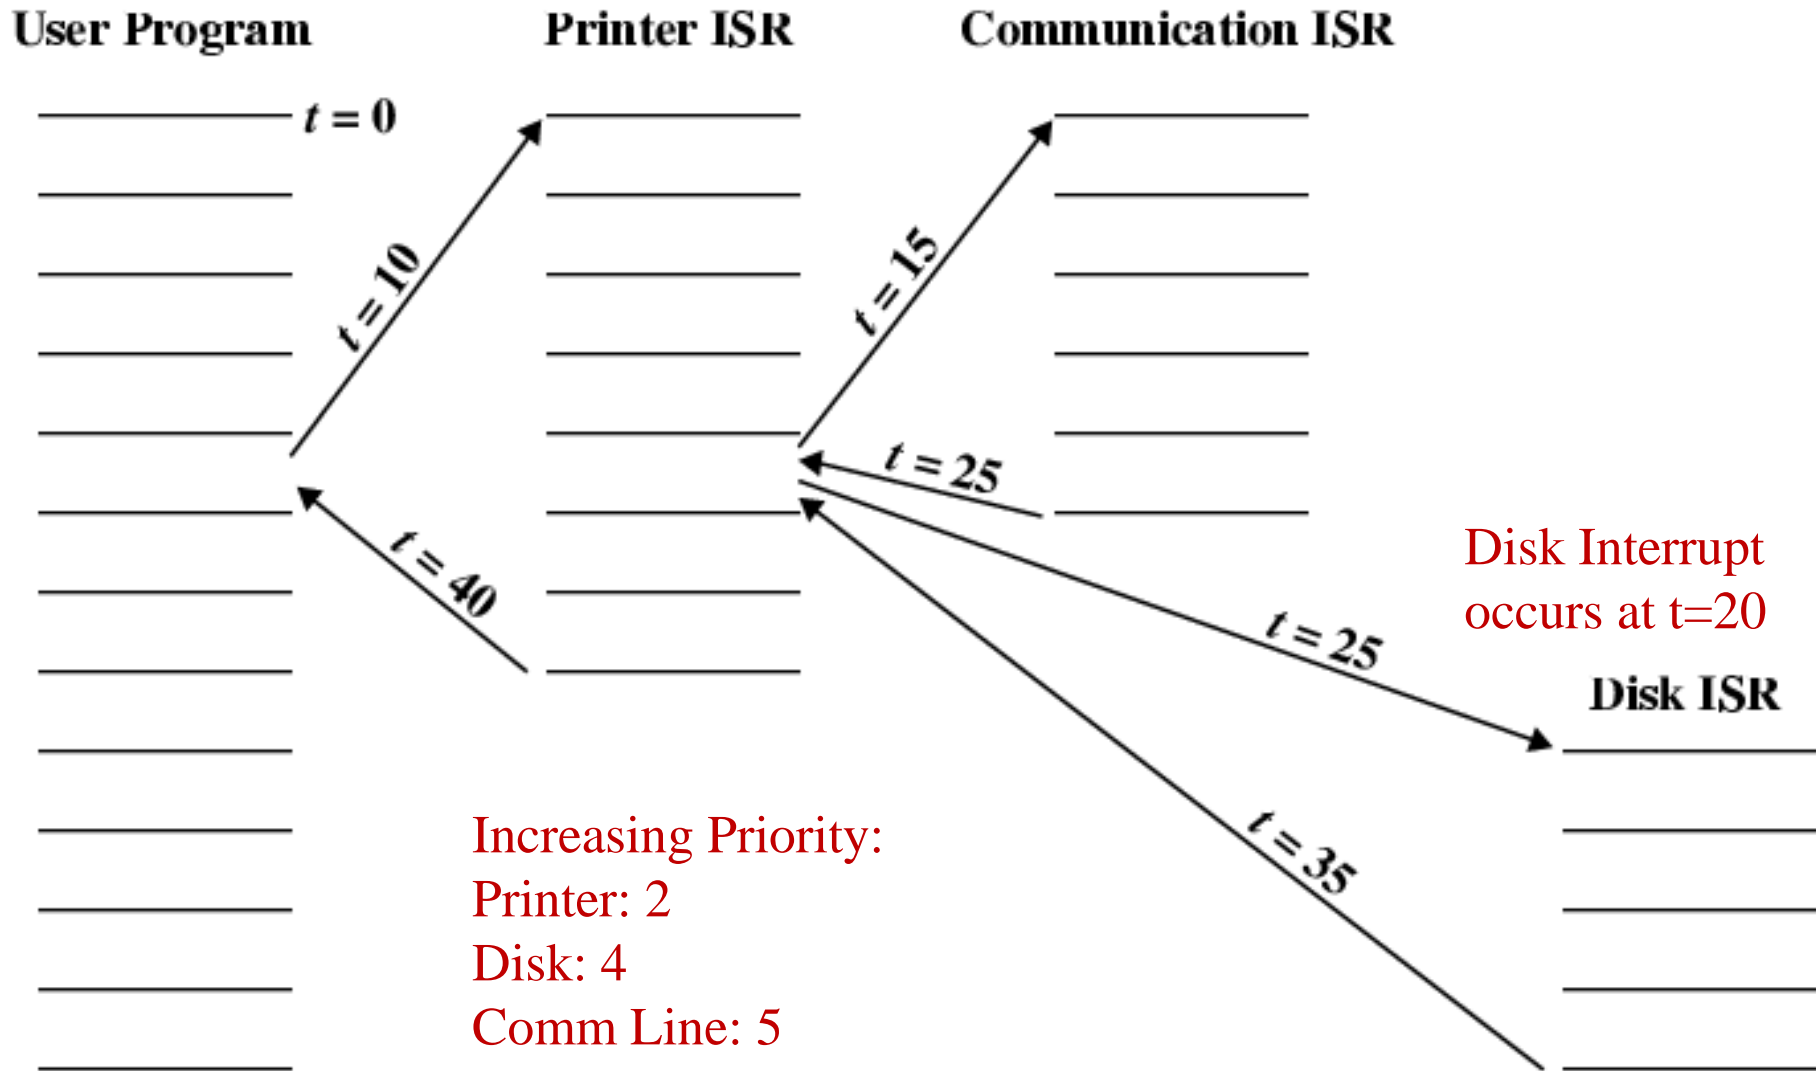 User Program
Printer ISR
Communication ISR
t = 0
t = 10
t = 15
t = 25
t = 40
Disk Interrupt
occurs at t=20
t = 25
Disk ISR
t = 35
Increasing Priority:
Printer: 2
Disk: 4
Comm Line: 5